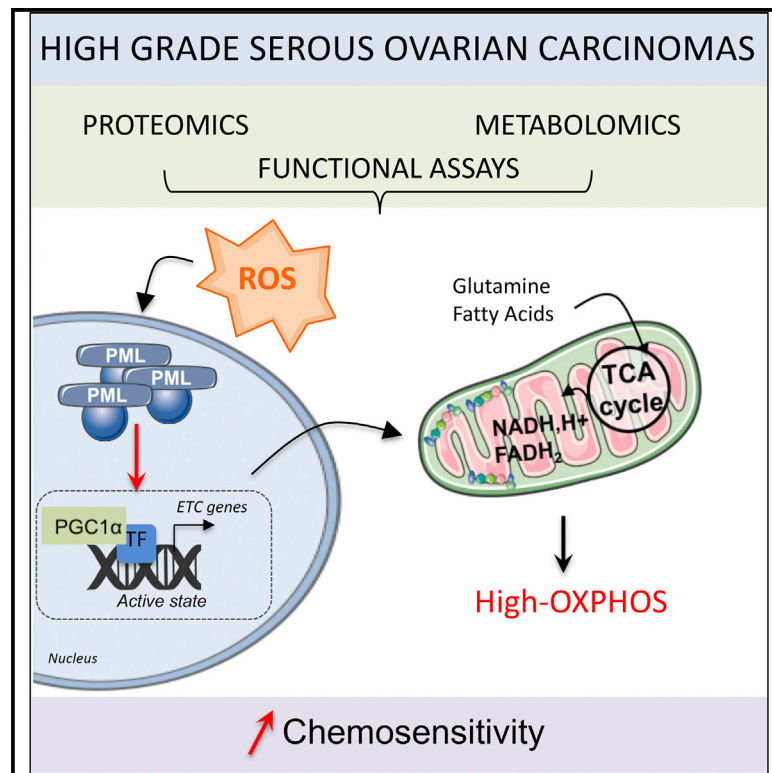 HIGH GRADE SEROUS OVARIAN CARCINOMAS
PROTEOMICS
METABOLOMICS
FUNCTIONAL ASSAYS
ROS
Glutamine
Fatty Acids
PML
PML
PML
TCA
cycle
NADH,H+
FADH₂
ETC genes
PGC1α
TF
Active state
High-OXPHOS
Nucleus
Chemosensitivity